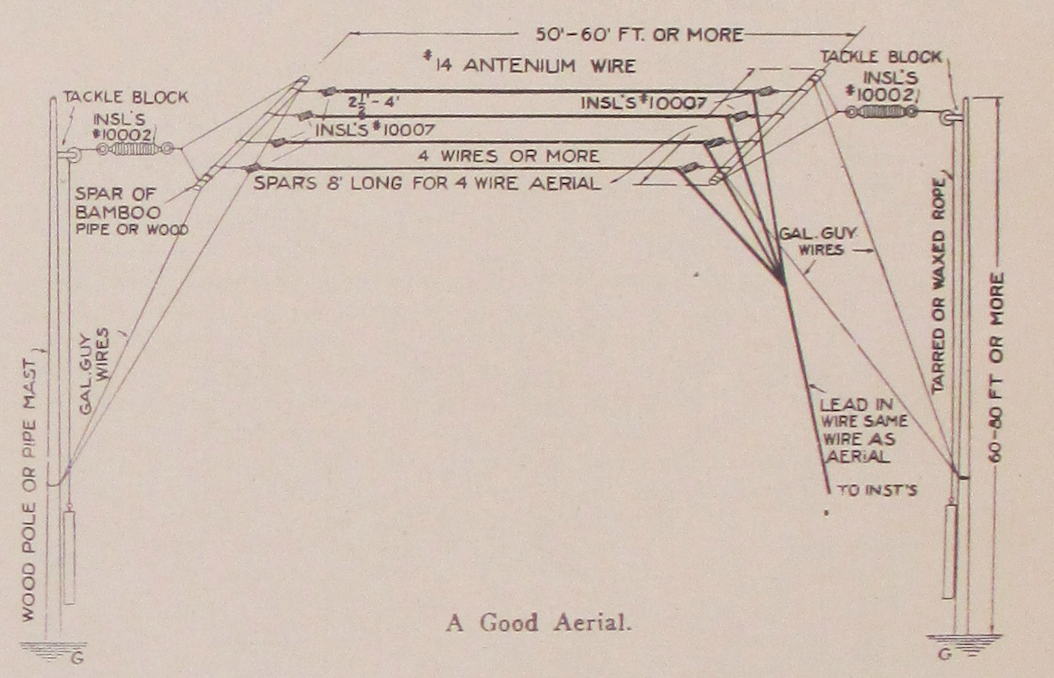 50'-60' FT. OR MORE
#14 ANTENIUM WIRE
TACKLE BLOCK
INSL'S
#10002
TACKLE BLOCK
INSL'S
#10002
2½'-4'
INSL'S #10007
INSL'S #10007
4 WIRES OR MORE
SPARS 8' LONG FOR 4 WIRE AERIAL
SPAR OF
BAMBOO
PIPE OR WOOD
GAL. GUY
WIRES
GAL. GUY
WIRES
TARRED OR WAXED ROPE
60-80 FT OR MORE
WOOD POLE OR PIPE MAST
LEAD IN
WIRE SAME
WIRE AS
AERIAL
TO INST'S
A Good Aerial.
G
G